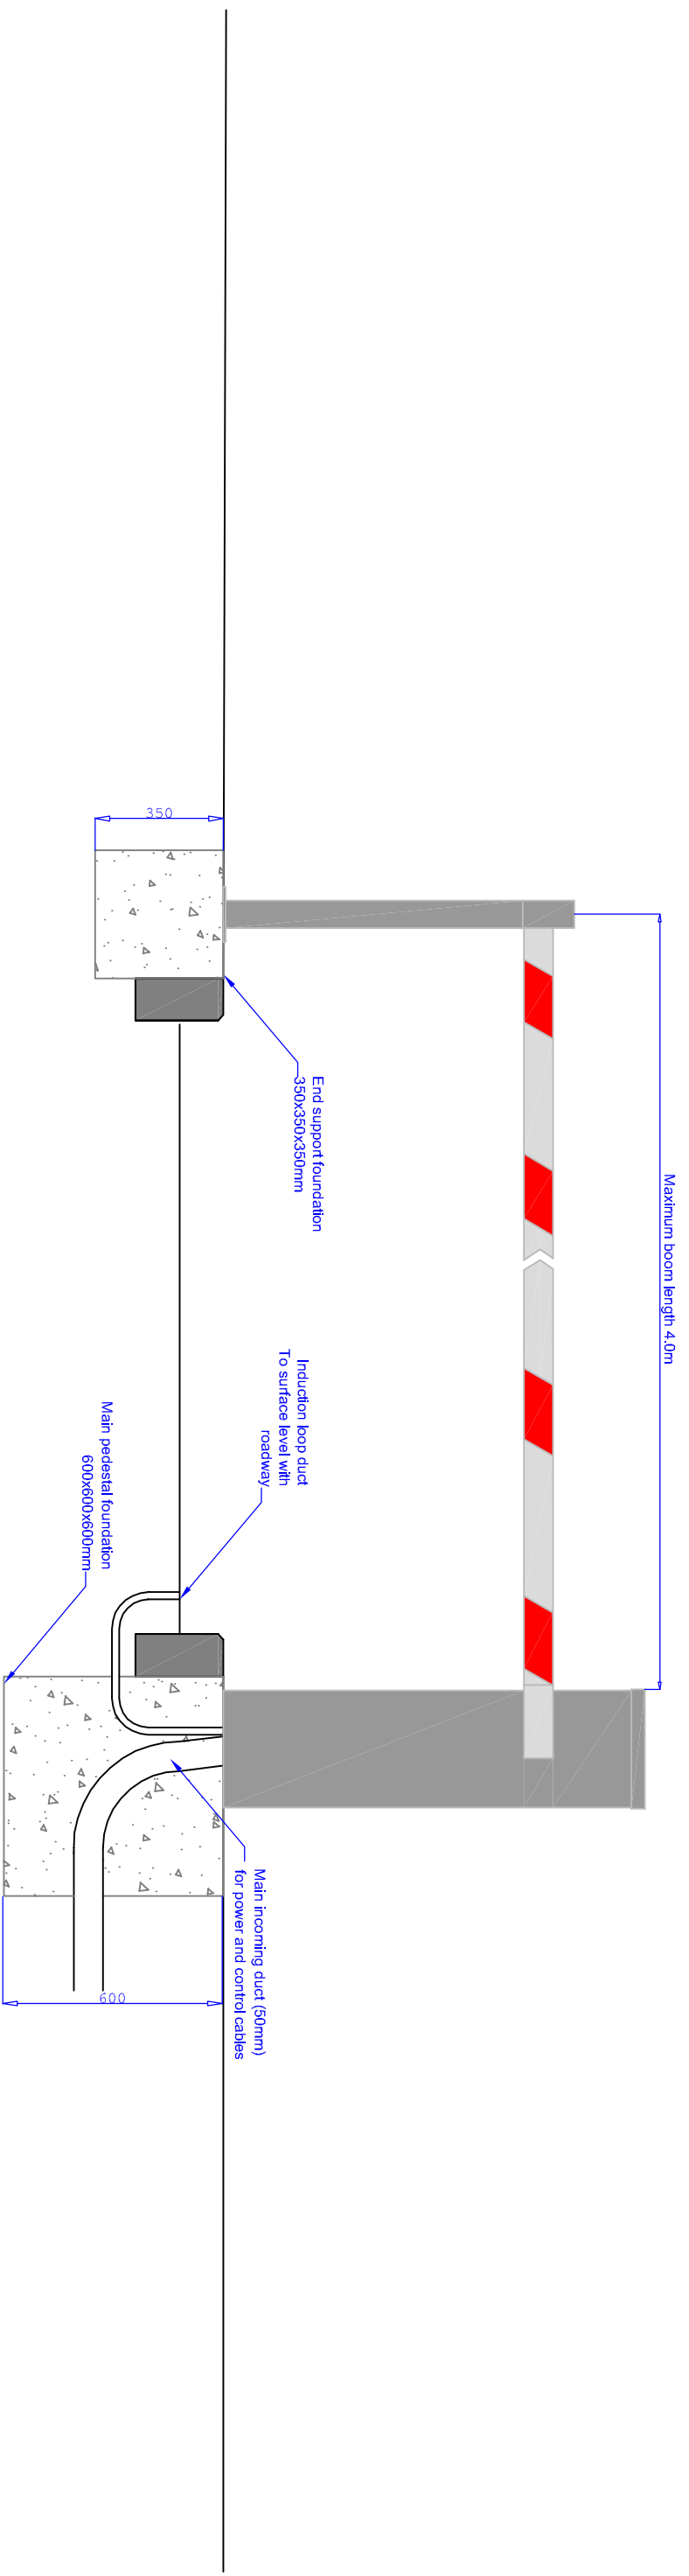 Maximum boom length 4.0m
350
End support foundation
350x350x350mm
Induction loop duct
To surface level with
roadway
Main pedestal foundation
600x600x600mm
Main incoming duct (50mm)
for power and control cables
600